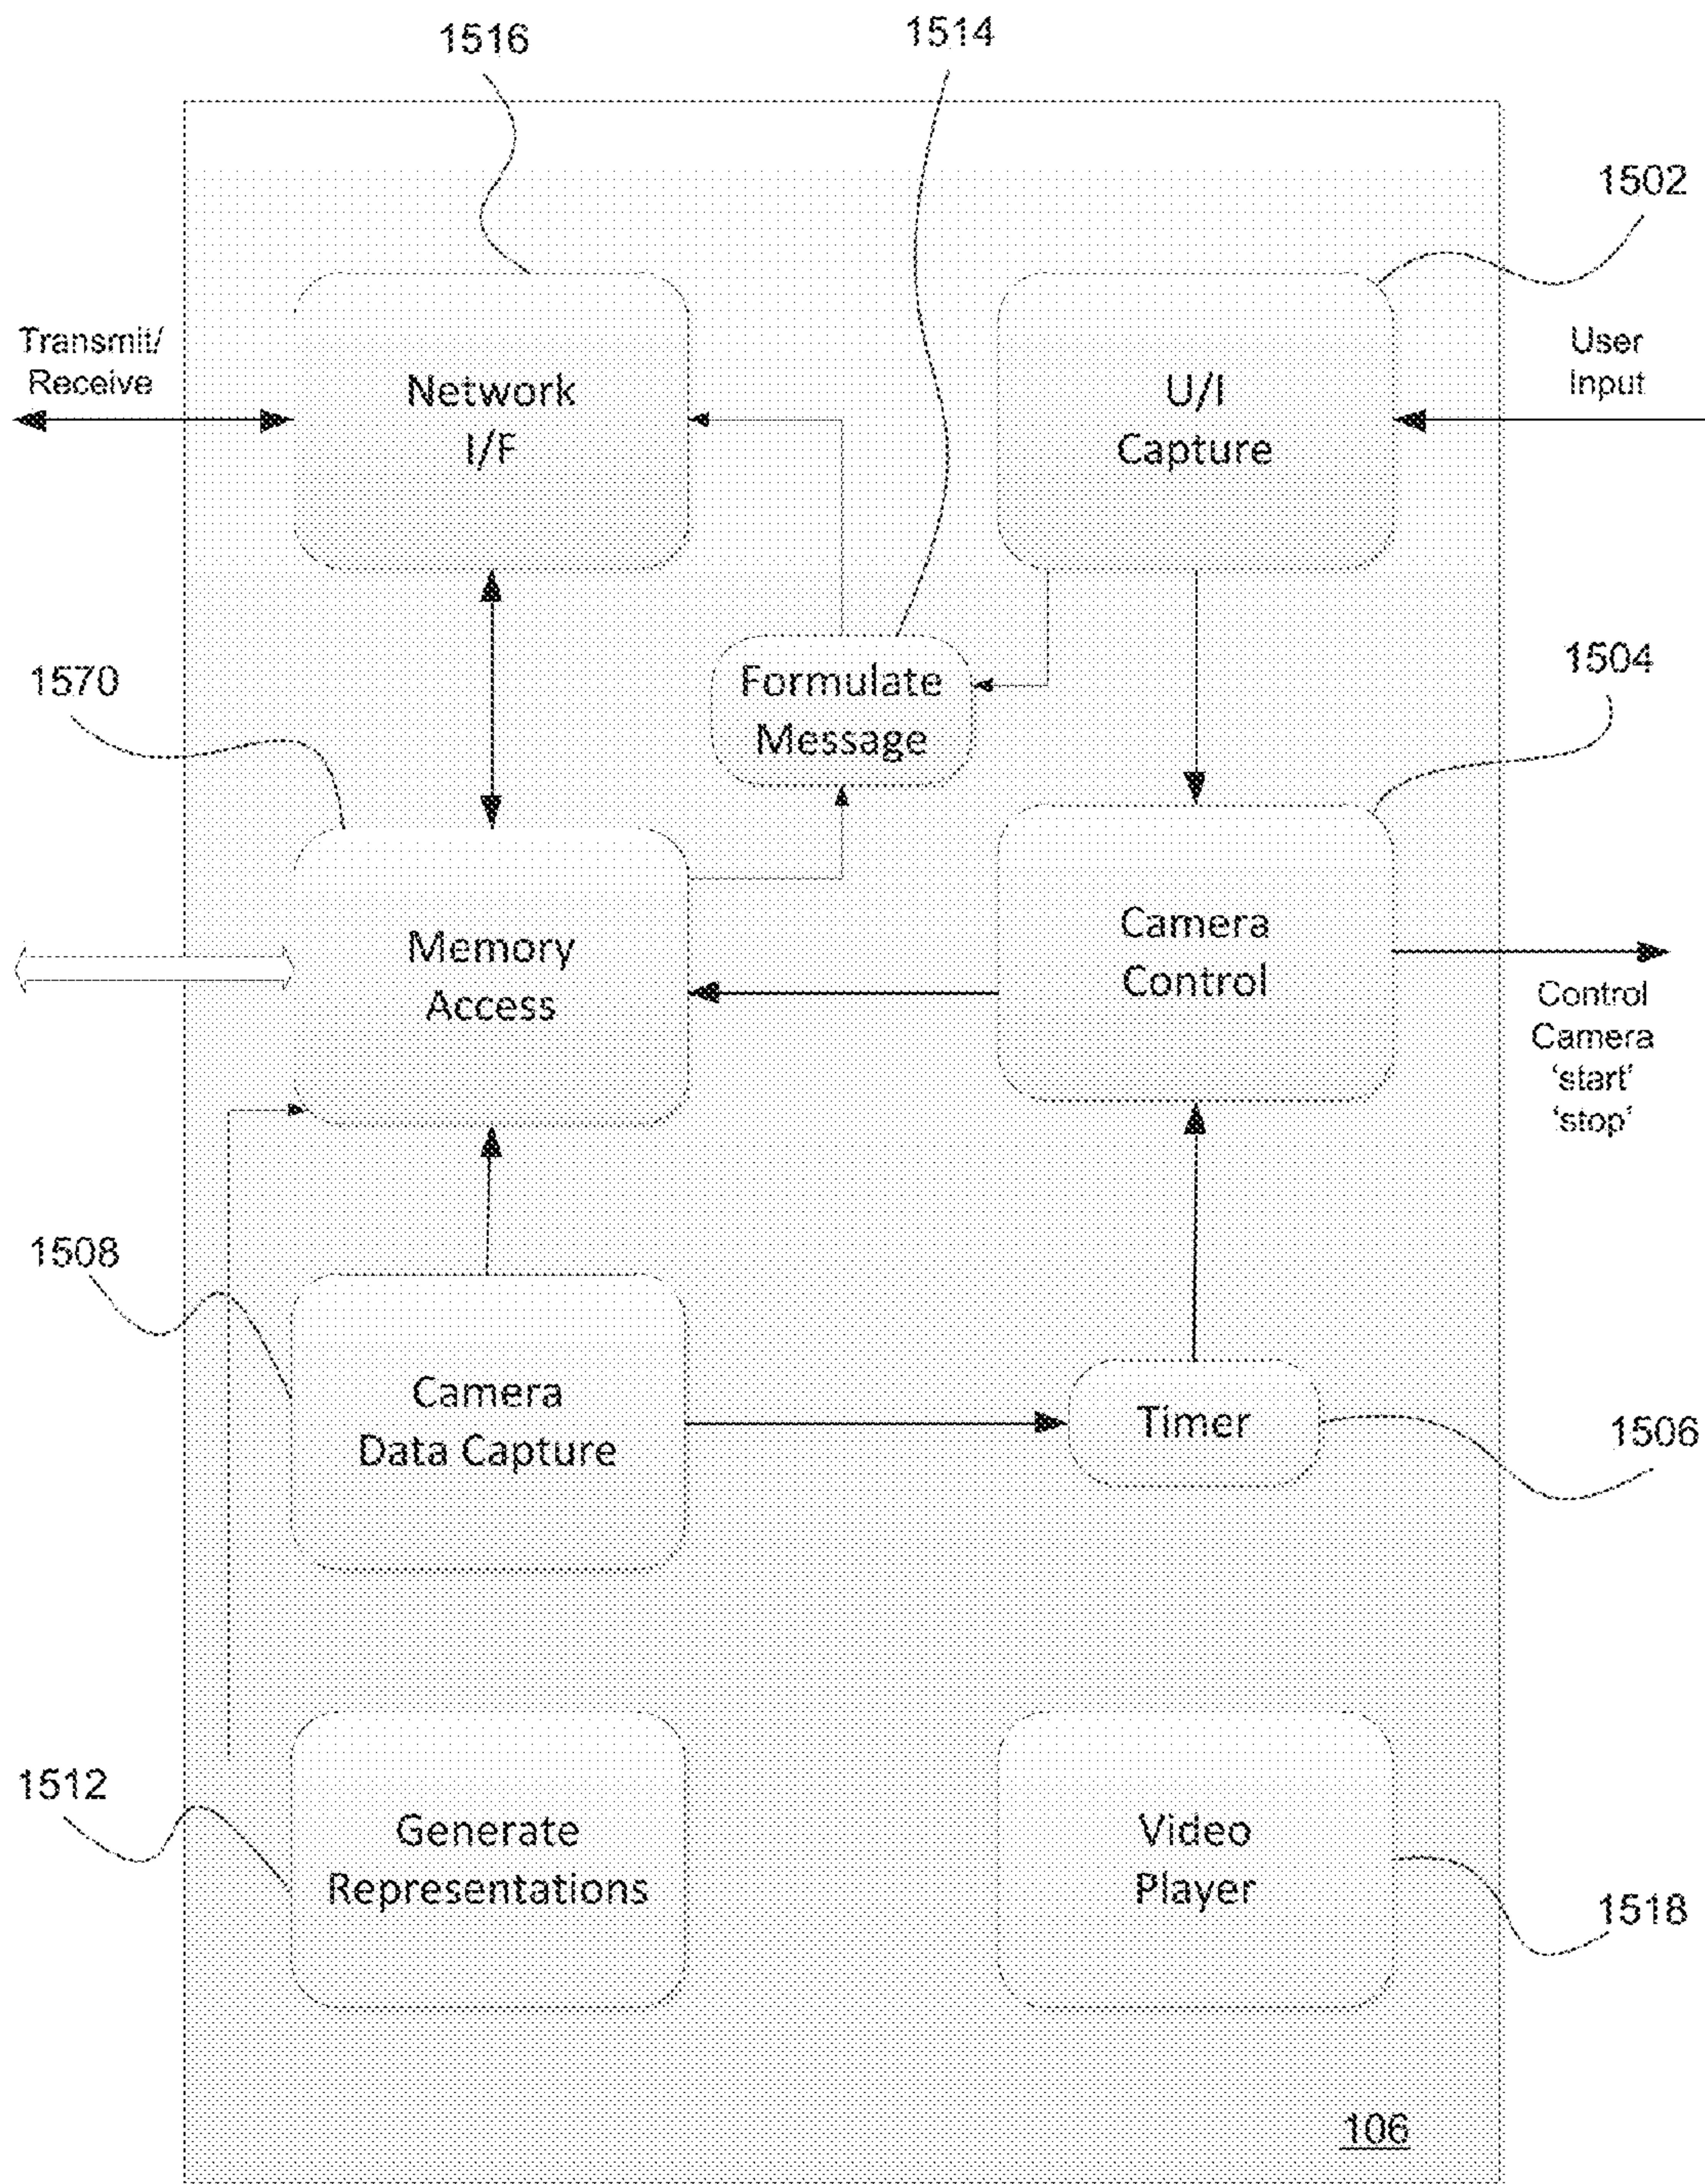 1516
1514
1502
Transmit/
Receive
Network
I/F
U/I
Capture
User
Input
1570
Formulate
Message
1504
Memory
Access
Camera
Control
Control
Camera
‘start’
‘stop’
1508
Camera
Data Capture
Timer
1506
1512
Generate
Representations
Video
Player
1518
106